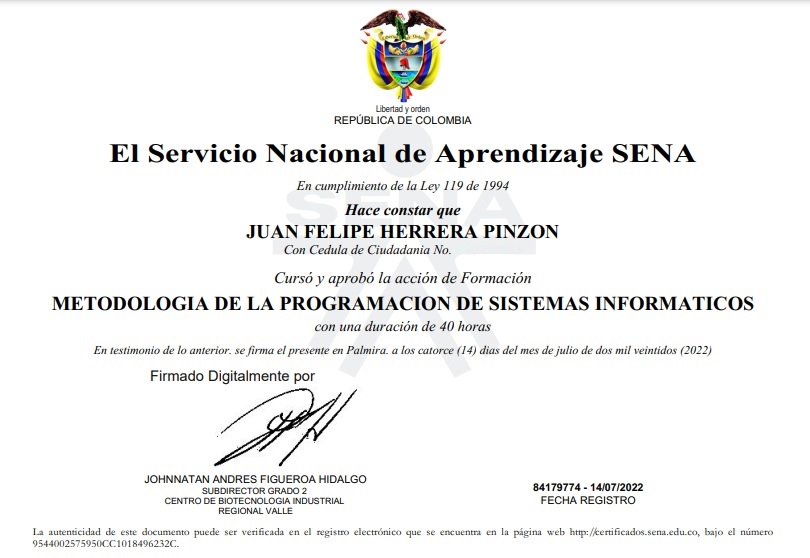 Libertad y orden
REPÚBLICA DE COLOMBIA
El Servicio Nacional de Aprendizaje SENA
En cumplimiento de la Ley 119 de 1994
SENA
Hace constar que
JUAN FELIPE HERRERA PINZON
Con Cedula de Ciudadania No.
Cursó y aprobó la acción de Formación
METODOLOGIA DE LA PROGRAMACION DE SISTEMAS INFORMATICOS
con una duración de 40 horas
En testimonio de lo anterior. se firma el presente en Palmira. a los catorce (14) dias del mes de julio de dos mil veintidos (2022)
Firmado Digitalmente por
JOHNNATAN ANDRES FIGUEROA HIDALGO
SUBDIRECTOR GRADO 2
CENTRO DE BIOTECNOLOGIA INDUSTRIAL
REGIONAL VALLE
84179774 - 14/07/2022
FECHA REGISTRO
La autenticidad de este documento puede ser verificada en el registro electrónico que se encuentra en la página web http://certificados.sena.edu.co, bajo el número
9544002575950CC1018496232C.